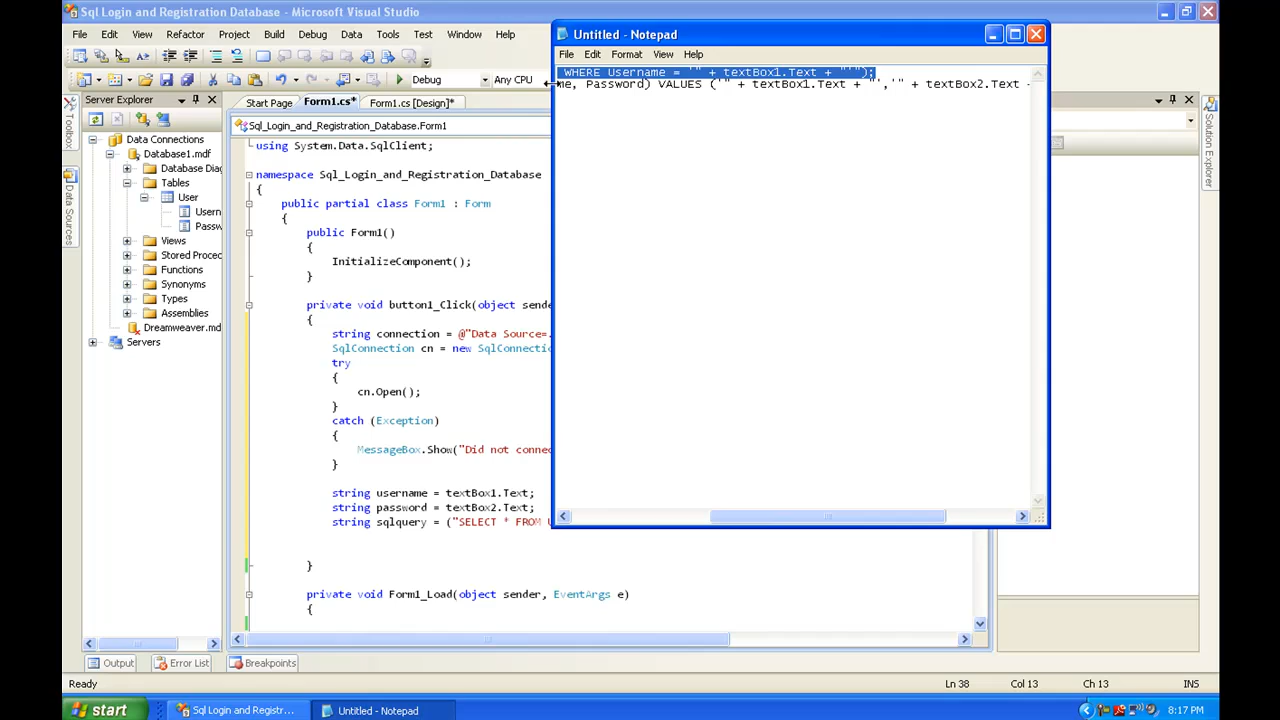 Sql Login and Registration Database - Microsoft Visual Studio
File Edit View Refactor Project Build Debug Data Tools Test Window Help
Debug Any CPU
Server Explorer
Start Page Form1.cs* Form1.cs [Design]*
Sql_Login_and_Registration_Database.Form1
Toolbox
Data Sources
Solution Explorer
Data Connections
Database1.mdf
Database Diag
Tables
User
Usern
Passw
Views
Stored Proced
Functions
Synonyms
Types
Assemblies
Dreamweaver.md
Servers
using System.Data.SqlClient;
namespace Sql_Login_and_Registration_Database
{
public partial class Form1 : Form
{
public Form1()
{
InitializeComponent();
}
private void button1_Click(object sende
{
string connection = @"Data Source=.
SqlConnection cn = new SqlConnectio
try
{
cn.Open();
}
catch (Exception)
{
MessageBox.Show("Did not connec
}
string username = textBox1.Text;
string password = textBox2.Text;
string sqlquery = ("SELECT * FROM U
}
private void Form1_Load(object sender, EventArgs e)
{
Untitled - Notepad
File Edit Format View Help
WHERE Username = '" + textBox1.Text + "'");
me, Password) VALUES ('" + textBox1.Text + "','" + textBox2.Text +
Output Error List Breakpoints
Ready Ln 38 Col 13 Ch 13 INS
start Sql Login and Registr... Untitled - Notepad 8:17 PM